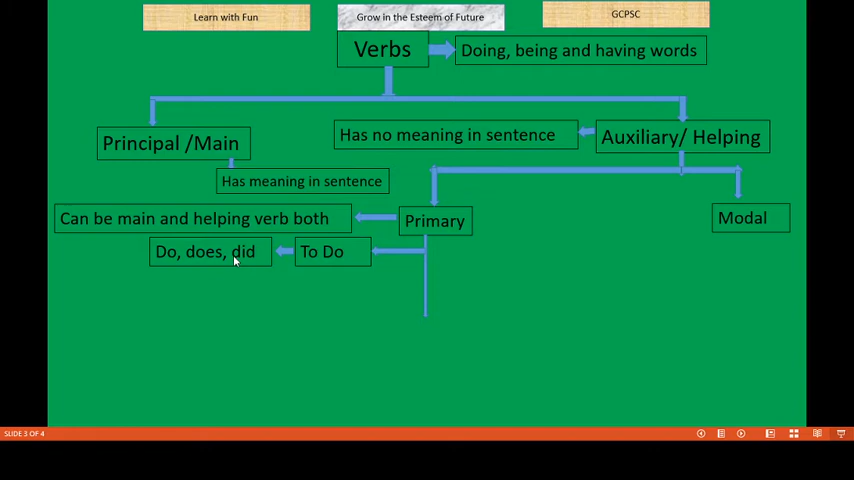 Learn with Fun
Grow in the Esteem of Future
GCPSC
Verbs
Doing, being and having words
Principal /Main
Has no meaning in sentence
Auxiliary/ Helping
Has meaning in sentence
Can be main and helping verb both
Primary
Modal
Do, does, did
To Do
SLIDE 3 OF 4